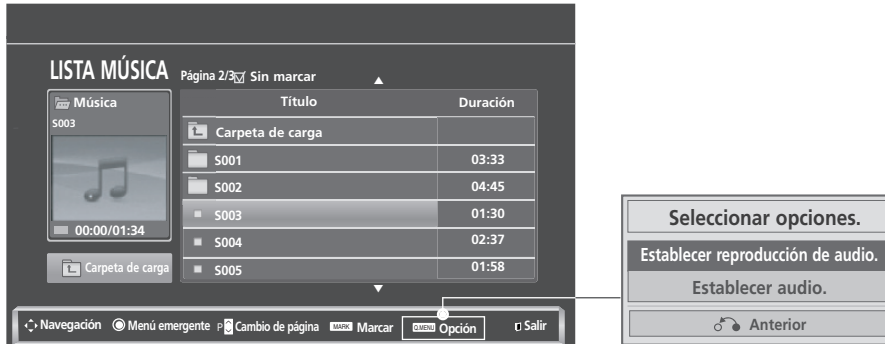 LISTA MÚSICA
Página 2/3 Sin marcar
Música
S003
00:00/01:34
Carpeta de carga
Título Duración
Carpeta de carga
S001 03:33
S002 04:45
S003 01:30
S004 02:37
S005 01:58
Navegación Menú emergente P Cambio de página MARK Marcar Q.MENU Opción Salir
Seleccionar opciones.
Establecer reproducción de audio.
Establecer audio.
Anterior